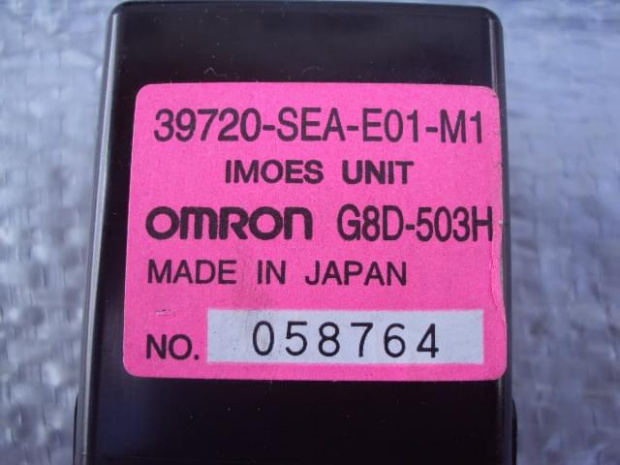 39720-SEA-E01-M1
IMOES UNIT
OMRON G8D-503H
MADE IN JAPAN
NO. 058764